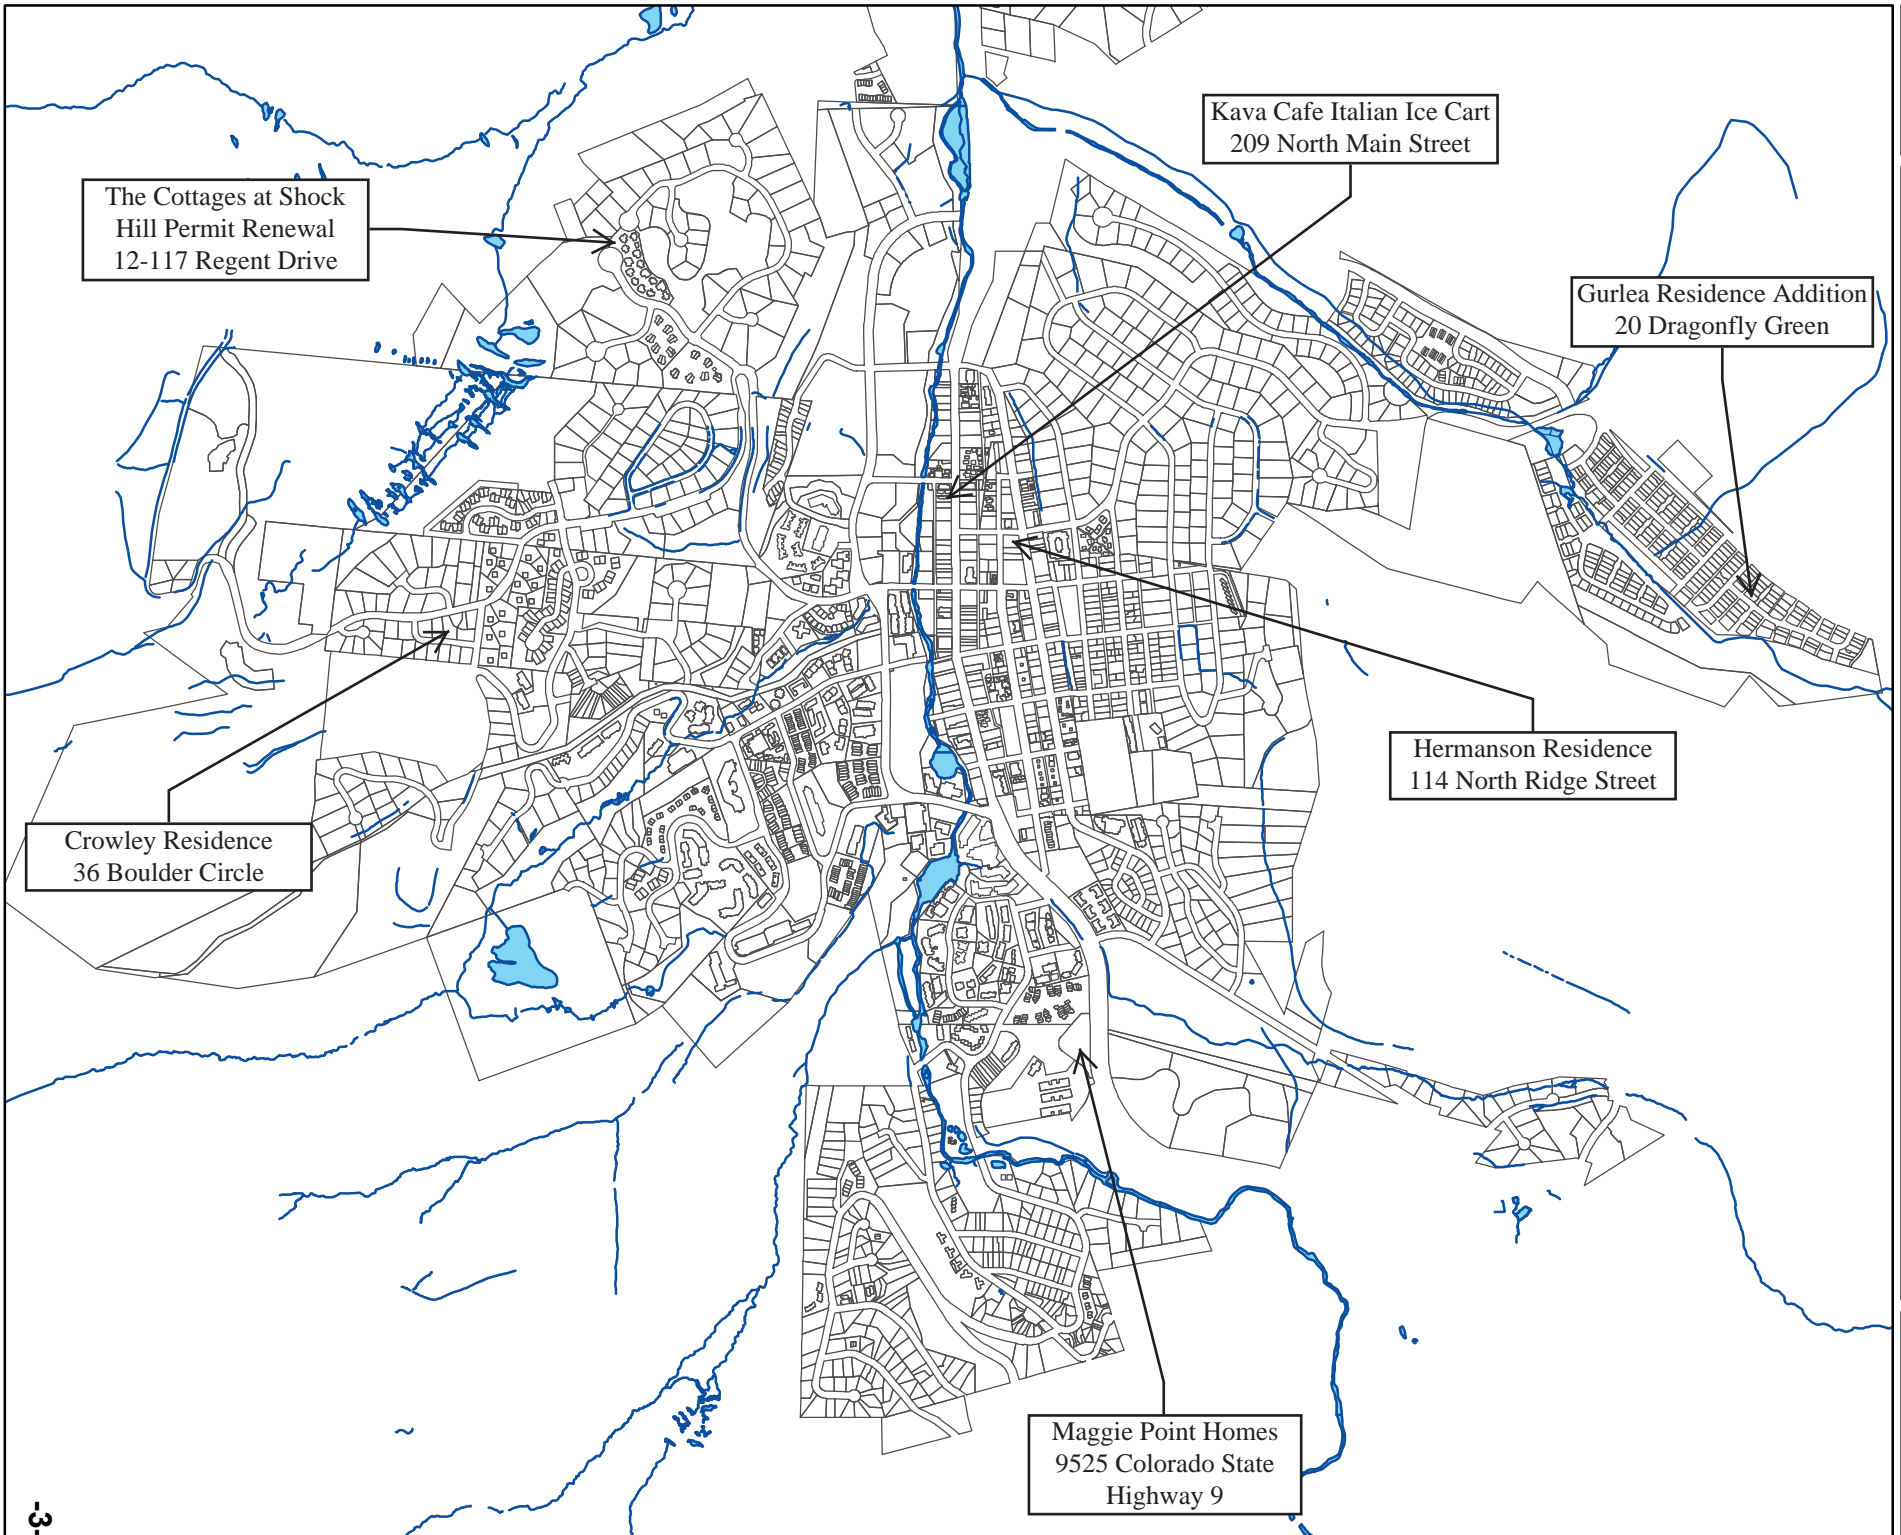 Kava Cafe Italian Ice Cart
209 North Main Street
The Cottages at Shock
Hill Permit Renewal
12-117 Regent Drive
Gurlea Residence Addition
20 Dragonfly Green
Hermanson Residence
114 North Ridge Street
Crowley Residence
36 Boulder Circle
Maggie Point Homes
9525 Colorado State
Highway 9
-3-